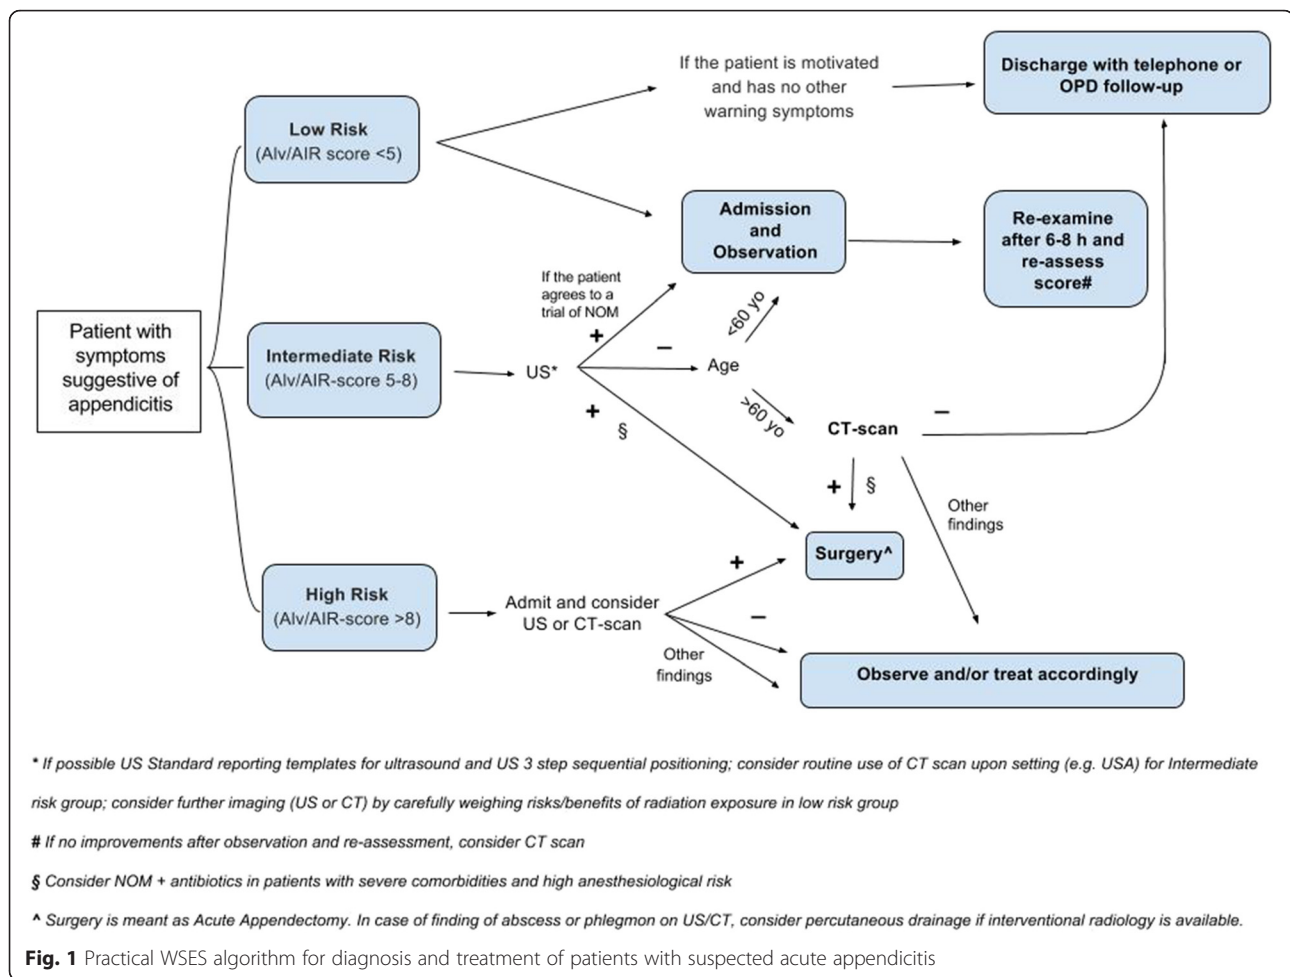 If the patient is motivated
and has no other
warning symptoms
Discharge with telephone or
OPD follow-up
Low Risk
(Alv/AIR score <5)
Admission
and
Observation
Re-examine
after 6-8 h and
re-assess
score#
If the patient
agrees to a
trial of NOM
+
<60 yo
Patient with
symptoms
suggestive of
appendicitis
Intermediate Risk
(Alv/AIR-score 5-8)
US*
–
Age
+
§
>60 yo
CT-scan
–
+
§
Other
findings
Surgery^
High Risk
(Alv/AIR-score >8)
Admit and consider
US or CT-scan
+
–
Other
findings
Observe and/or treat accordingly
* If possible US Standard reporting templates for ultrasound and US 3 step sequential positioning; consider routine use of CT scan upon setting (e.g. USA) for Intermediate
risk group; consider further imaging (US or CT) by carefully weighing risks/benefits of radiation exposure in low risk group
# If no improvements after observation and re-assessment, consider CT scan
§ Consider NOM + antibiotics in patients with severe comorbidities and high anesthesiological risk
^ Surgery is meant as Acute Appendectomy. In case of finding of abscess or phlegmon on US/CT, consider percutaneous drainage if interventional radiology is available.
Fig. 1 Practical WSES algorithm for diagnosis and treatment of patients with suspected acute appendicitis